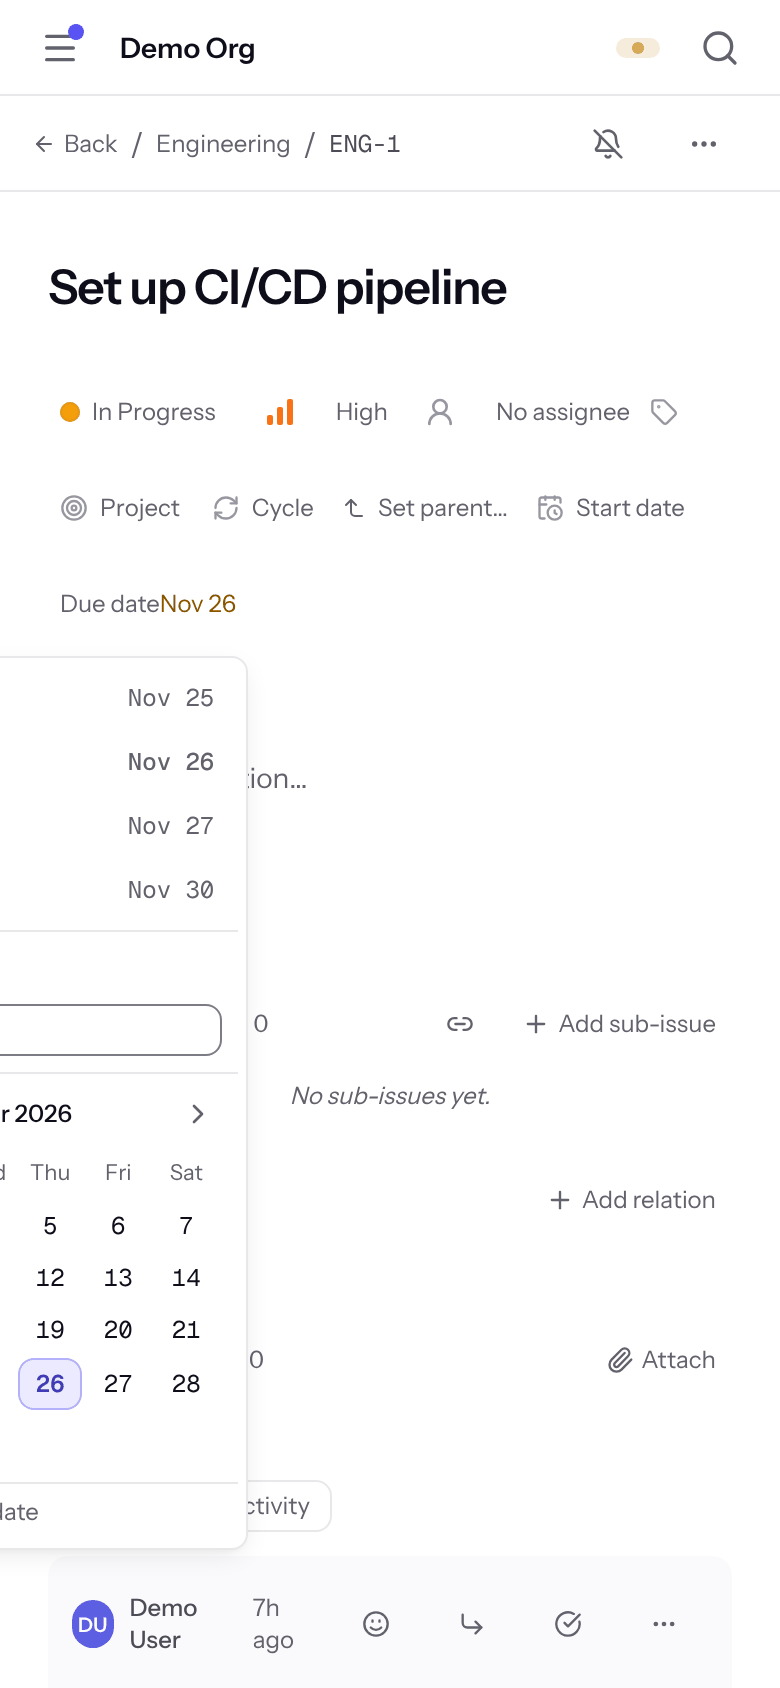 Demo Org
Back / Engineering / ENG-1
Set up CI/CD pipeline
In Progress High No assignee
Project Cycle Set parent... Start date
Due dateNov 26
Nov 25
Nov 26
tion...
Nov 27
Nov 30
0 Add sub-issue
No sub-issues yet.
r 2026
Thu Fri Sat
5 6 7
Add relation
12 13 14
19 20 21
0 Attach
26 27 28
date
ctivity
DU Demo User 7h ago